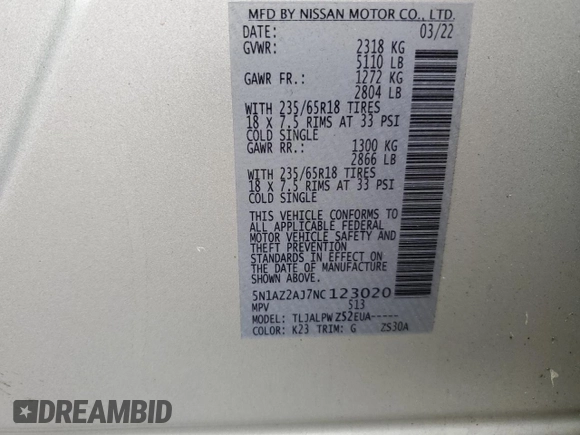 MFD BY NISSAN MOTOR CO., LTD.
DATE: 03/22
GVWR: 2318 KG
5110 LB
GAWR FR.: 1272 KG
2804 LB
WITH 235/65R18 TIRES
18 X 7.5 RIMS AT 33 PSI
COLD SINGLE
GAWR RR.: 1300 KG
2866 LB
WITH 235/65R18 TIRES
18 X 7.5 RIMS AT 33 PSI
COLD SINGLE
THIS VEHICLE CONFORMS TO
ALL APPLICABLE FEDERAL
MOTOR VEHICLE SAFETY AND
THEFT PREVENTION
STANDARDS IN EFFECT ON
THE DATE OF MANUFACTURE
SHOWN ABOVE.
5N1AZ2AJ7NC123020
MPV 513
MODEL: TLJALPW ZS2EUA-----
COLOR: K23 TRIM: G ZS30A
DREAMBID